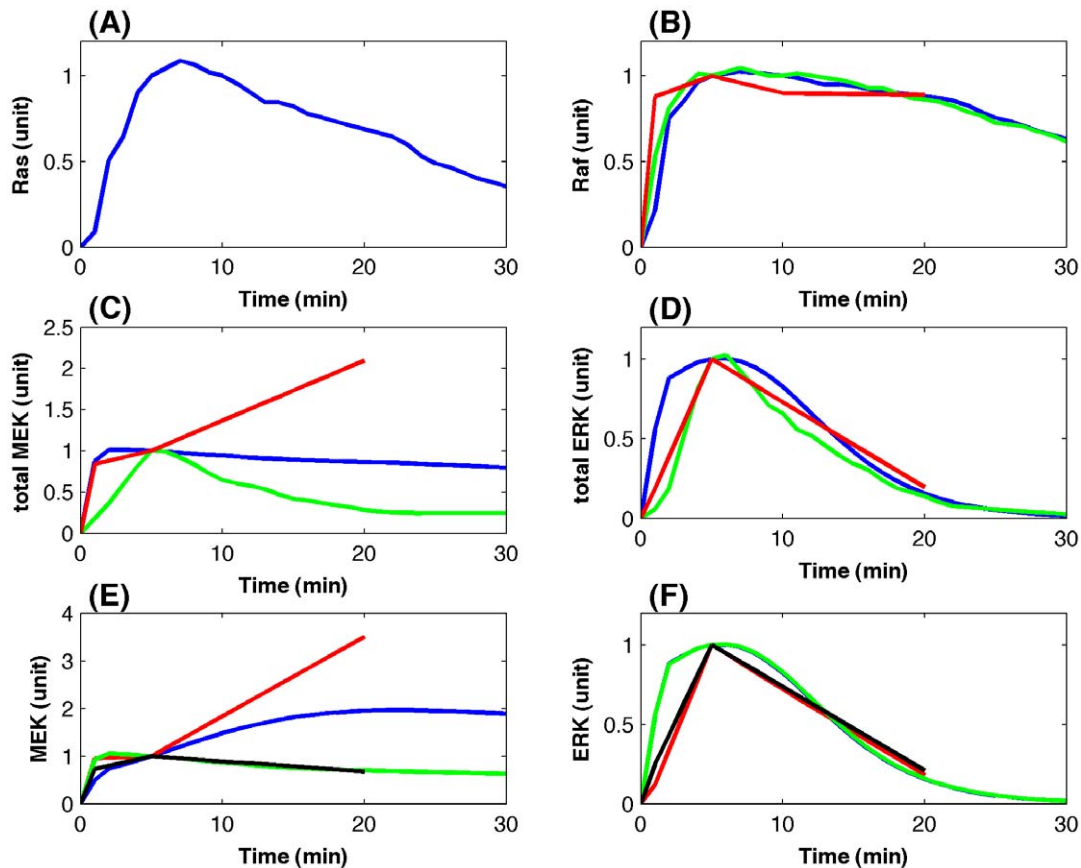 (A)
Ras (unit)
1
0.5
0
0 10 20 30
Time (min)
(B)
Raf (unit)
1
0.5
0
0 10 20 30
Time (min)
(C)
total MEK (unit)
2.5
2
1.5
1
0.5
0
0 10 20 30
Time (min)
(D)
total ERK (unit)
1
0.5
0
0 10 20 30
Time (min)
(E)
MEK (unit)
4
3
2
1
0
0 10 20 30
Time (min)
(F)
ERK (unit)
1
0.5
0
0 10 20 30
Time (min)